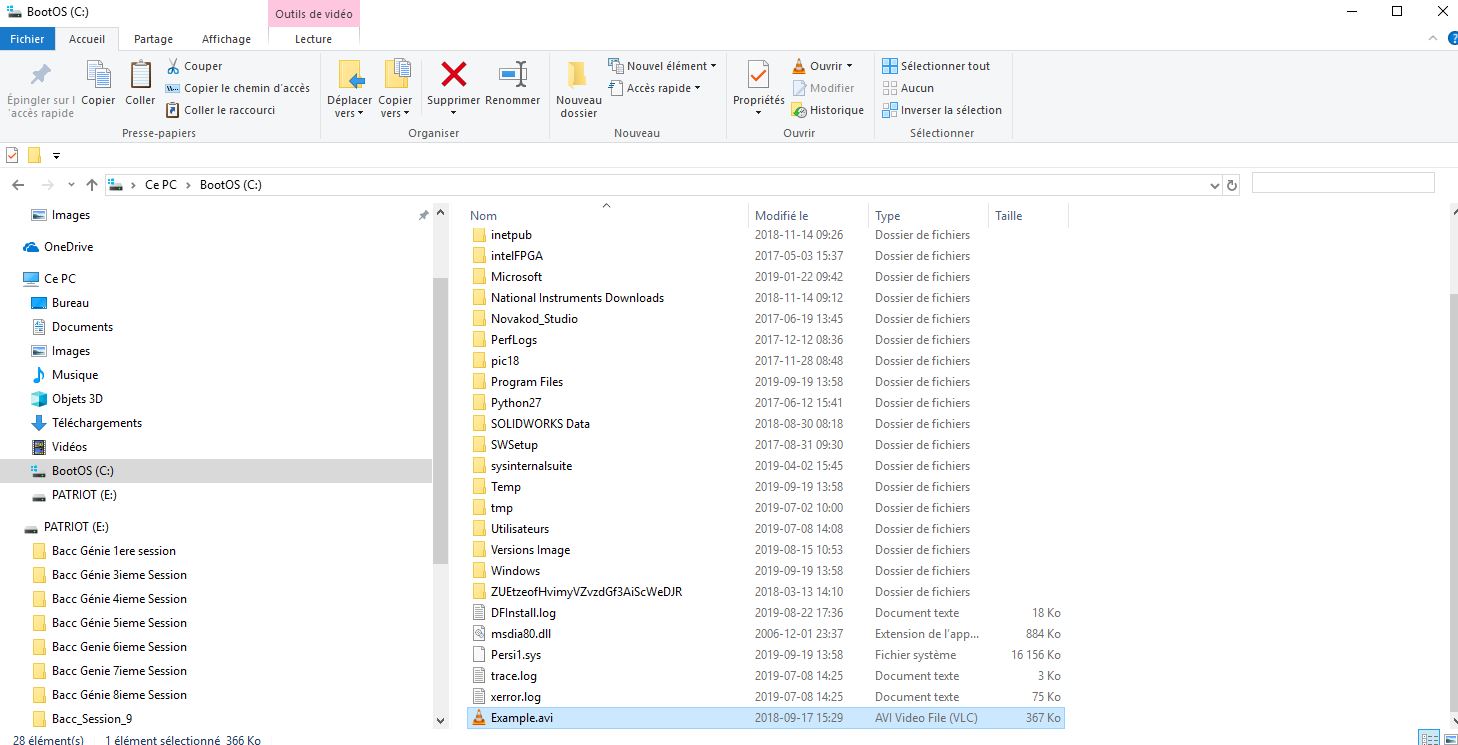 BootOS (C:)
Outils de vidéo
Fichier Accueil Partage Affichage Lecture
Épingler sur l'accès rapide
Copier
Coller
Couper
Copier le chemin d'accès
Coller le raccourci
Presse-papiers
Déplacer vers
Copier vers
Supprimer
Renommer
Organiser
Nouveau dossier
Nouvel élément
Accès rapide
Nouveau
Propriétés
Ouvrir
Modifier
Historique
Ouvrir
Sélectionner tout
Aucun
Inverser la sélection
Sélectionner
Ce PC > BootOS (C:)
Images
OneDrive
Ce PC
Bureau
Documents
Images
Musique
Objets 3D
Téléchargements
Vidéos
BootOS (C:)
PATRIOT (E:)
PATRIOT (E:)
Bacc Génie 1ere session
Bacc Génie 3ieme Session
Bacc Génie 4ieme Session
Bacc Génie 5ieme Session
Bacc Genie 6ieme Session
Bacc Genie 7ieme Session
Bacc Génie 8ieme Session
Bacc_Session_9
Nom Modifié le Type Taille
inetpub 2018-11-14 09:26 Dossier de fichiers
intelFPGA 2017-05-03 15:37 Dossier de fichiers
Microsoft 2019-01-22 09:42 Dossier de fichiers
National Instruments Downloads 2018-11-14 09:12 Dossier de fichiers
Novakod_Studio 2017-06-19 13:45 Dossier de fichiers
PerfLogs 2017-12-12 08:36 Dossier de fichiers
pic18 2017-11-28 08:48 Dossier de fichiers
Program Files 2019-09-19 13:58 Dossier de fichiers
Python27 2017-06-12 15:41 Dossier de fichiers
SOLIDWORKS Data 2018-08-30 08:18 Dossier de fichiers
SWSetup 2017-08-31 09:30 Dossier de fichiers
sysinternalsuite 2019-04-02 15:45 Dossier de fichiers
Temp 2019-09-19 13:58 Dossier de fichiers
tmp 2019-07-02 10:00 Dossier de fichiers
Utilisateurs 2019-07-08 14:08 Dossier de fichiers
Versions Image 2019-08-15 10:53 Dossier de fichiers
Windows 2019-09-19 13:58 Dossier de fichiers
ZUEtzeofHvimyVZvzdGf3AiScWeDJR 2018-03-13 14:10 Dossier de fichiers
DFInstall.log 2019-08-22 17:36 Document texte 18 Ko
msdia80.dll 2006-12-01 23:37 Extension de l'app... 884 Ko
Persi1.sys 2019-09-19 13:58 Fichier système 16 156 Ko
trace.log 2019-07-08 14:25 Document texte 3 Ko
xerror.log 2019-07-08 14:25 Document texte 75 Ko
Example.avi 2018-09-17 15:29 AVI Video File (VLC) 367 Ko
28 élément(s) 1 élément sélectionné 366 Ko